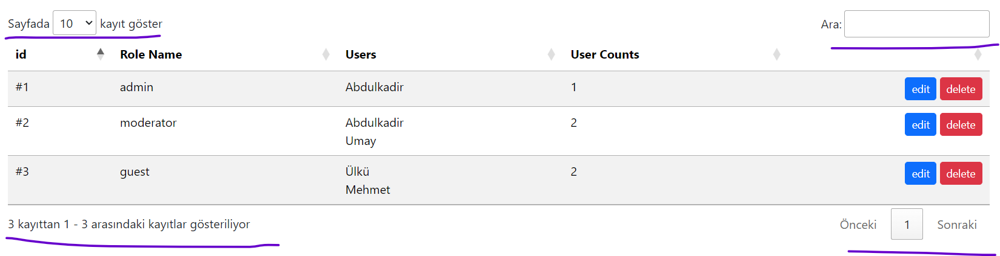 Sayfada 10 kayıt göster Ara:
id Role Name Users User Counts
#1 admin Abdulkadir 1 edit delete
#2 moderator Abdulkadir 2 edit delete
Umay
#3 guest Ülkü 2 edit delete
Mehmet
3 kayıttan 1 - 3 arasındaki kayıtlar gösteriliyor Önceki 1 Sonraki